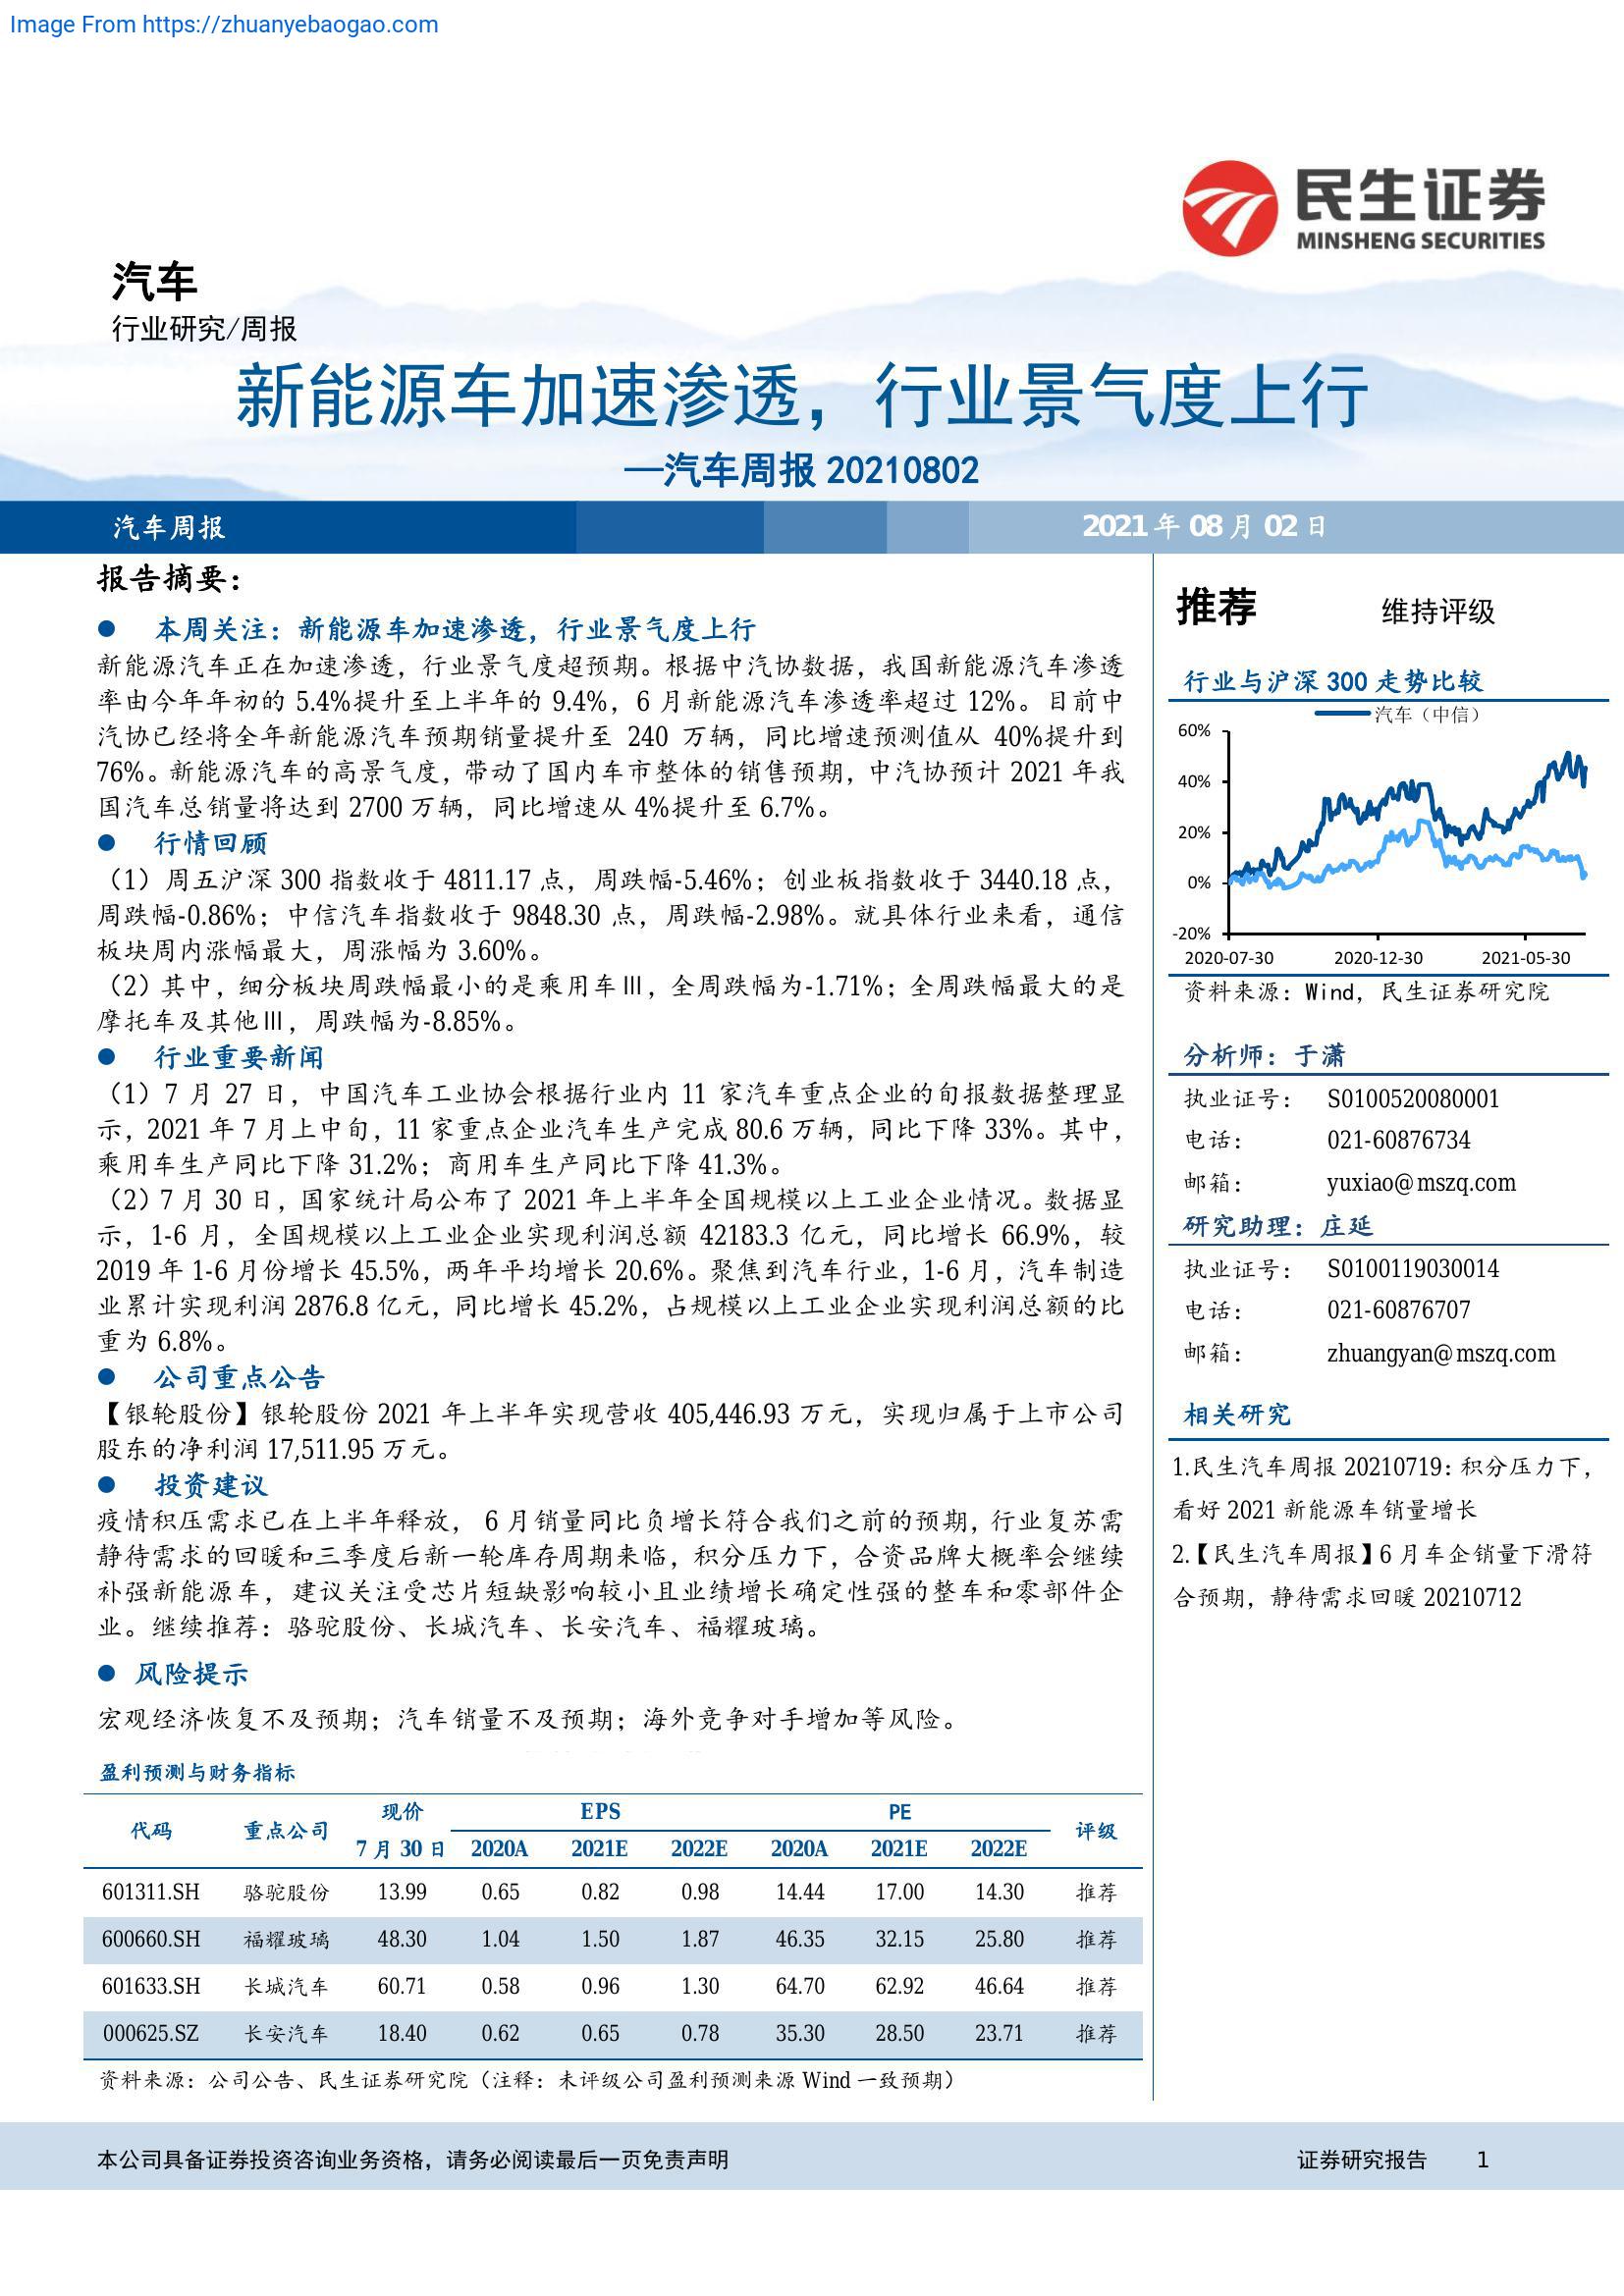 Image From https://zhuanyebaogao.com
民生证券
MINSHENG SECURITIES
汽车
行业研究/周报
新能源车加速渗透，行业景气度上行
—汽车周报 20210802
汽车周报
2021 年 08 月 02 日
报告摘要：
● 本周关注：新能源车加速渗透，行业景气度上行
新能源汽车正在加速渗透，行业景气度超预期。根据中汽协数据，我国新能源汽车渗透
率由今年年初的 5.4%提升至上半年的 9.4%，6 月新能源汽车渗透率超过 12%。目前中
汽协已经将全年新能源汽车预期销量提升至 240 万辆，同比增速预测值从 40%提升到
76%。新能源汽车的高景气度，带动了国内车市整体的销售预期，中汽协预计 2021 年我
国汽车总销量将达到 2700 万辆，同比增速从 4%提升至 6.7%。
● 行情回顾
（1）周五沪深 300 指数收于 4811.17 点，周跌幅-5.46%；创业板指数收于 3440.18 点，
周跌幅-0.86%；中信汽车指数收于 9848.30 点，周跌幅-2.98%。就具体行业来看，通信
板块周内涨幅最大，周涨幅为 3.60%。
（2）其中，细分板块周跌幅最小的是乘用车Ⅲ，全周跌幅为-1.71%；全周跌幅最大的是
摩托车及其他Ⅲ，周跌幅为-8.85%。
● 行业重要新闻
（1）7 月 27 日，中国汽车工业协会根据行业内 11 家汽车重点企业的旬报数据整理显
示，2021 年 7 月上中旬，11 家重点企业汽车生产完成 80.6 万辆，同比下降 33%。其中，
乘用车生产同比下降 31.2%；商用车生产同比下降 41.3%。
（2）7 月 30 日，国家统计局公布了 2021 年上半年全国规模以上工业企业情况。数据显
示，1-6 月，全国规模以上工业企业实现利润总额 42183.3 亿元，同比增长 66.9%，较
2019 年 1-6 月份增长 45.5%，两年平均增长 20.6%。聚焦到汽车行业，1-6 月，汽车制造
业累计实现利润 2876.8 亿元，同比增长 45.2%，占规模以上工业企业实现利润总额的比
重为 6.8%。
● 公司重点公告
【银轮股份】银轮股份 2021 年上半年实现营收 405,446.93 万元，实现归属于上市公司
股东的净利润 17,511.95 万元。
● 投资建议
疫情积压需求已在上半年释放， 6 月销量同比负增长符合我们之前的预期，行业复苏需
静待需求的回暖和三季度后新一轮库存周期来临，积分压力下，合资品牌大概率会继续
补强新能源车，建议关注受芯片短缺影响较小且业绩增长确定性强的整车和零部件企
业。继续推荐：骆驼股份、长城汽车、长安汽车、福耀玻璃。
● 风险提示
宏观经济恢复不及预期；汽车销量不及预期；海外竞争对手增加等风险。
盈利预测与财务指标
代码 重点公司 现价 EPS PE 评级
7 月 30 日 2020A 2021E 2022E 2020A 2021E 2022E
601311.SH 骆驼股份 13.99 0.65 0.82 0.98 14.44 17.00 14.30 推荐
600660.SH 福耀玻璃 48.30 1.04 1.50 1.87 46.35 32.15 25.80 推荐
601633.SH 长城汽车 60.71 0.58 0.96 1.30 64.70 62.92 46.64 推荐
000625.SZ 长安汽车 18.40 0.62 0.65 0.78 35.30 28.50 23.71 推荐
资料来源：公司公告、民生证券研究院（注释：未评级公司盈利预测来源 Wind 一致预期）
推荐 维持评级
行业与沪深 300 走势比较
汽车（中信）
60%
40%
20%
0%
-20%
2020-07-30 2020-12-30 2021-05-30
资料来源：Wind，民生证券研究院
分析师：于潇
执业证号： S0100520080001
电话： 021-60876734
邮箱： yuxiao@mszq.com
研究助理：庄延
执业证号： S0100119030014
电话： 021-60876707
邮箱： zhuangyan@mszq.com
相关研究
1.民生汽车周报 20210719：积分压力下，
看好 2021 新能源车销量增长
2.【民生汽车周报】6 月车企销量下滑符
合预期，静待需求回暖 20210712
本公司具备证券投资咨询业务资格，请务必阅读最后一页免责声明
证券研究报告 1